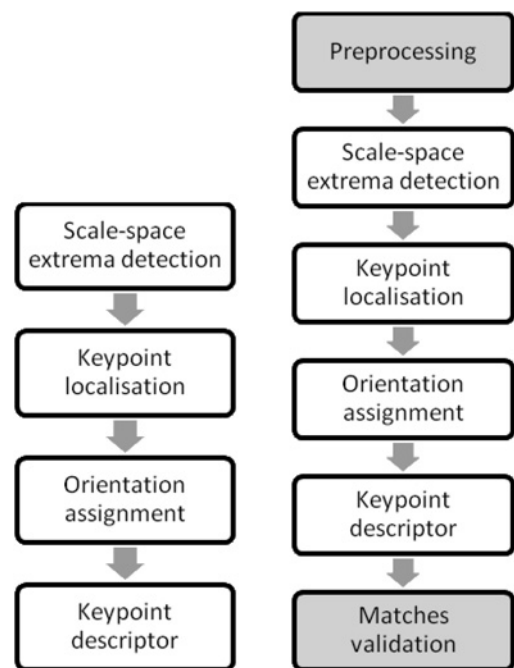 Scale-space
extrema detection
Keypoint
localisation
Orientation
assignment
Keypoint
descriptor
Preprocessing
Scale-space
extrema detection
Keypoint
localisation
Orientation
assignment
Keypoint
descriptor
Matches
validation